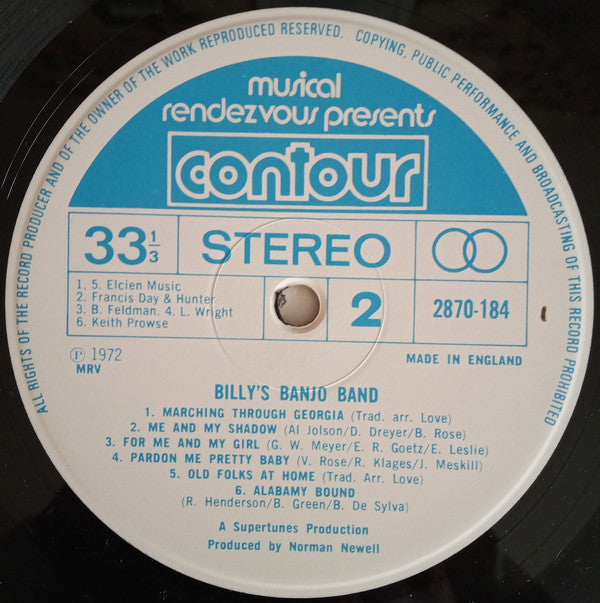 ALL RIGHTS OF THE RECORD PRODUCER AND OF THE OWNER OF THE WORK REPRODUCED RESERVED. COPYING, PUBLIC PERFORMANCE AND BROADCASTING OF THIS RECORD PROHIBITED
musical
rendezvous presents
contour
33 1/3 STEREO
1. 5. Elcien Music
2. Francis Day & Hunter
3. B. Feldman. 4. L. Wright
6. Keith Prowse
2
2870-184
Ⓟ 1972
MRV
MADE IN ENGLAND
BILLY'S BANJO BAND
1. MARCHING THROUGH GEORGIA (Trad. arr. Love)
2. ME AND MY SHADOW (Al Jolson/D. Dreyer/B. Rose)
3. FOR ME AND MY GIRL (G. W. Meyer/E. R. Goetz/E. Leslie)
4. PARDON ME PRETTY BABY (V. Rose/R. Klages/J. Meskill)
5. OLD FOLKS AT HOME (Trad. Arr. Love)
6. ALABAMY BOUND
(R. Henderson/B. Green/B. De Sylva)
A Supertunes Production
Produced by Norman Newell